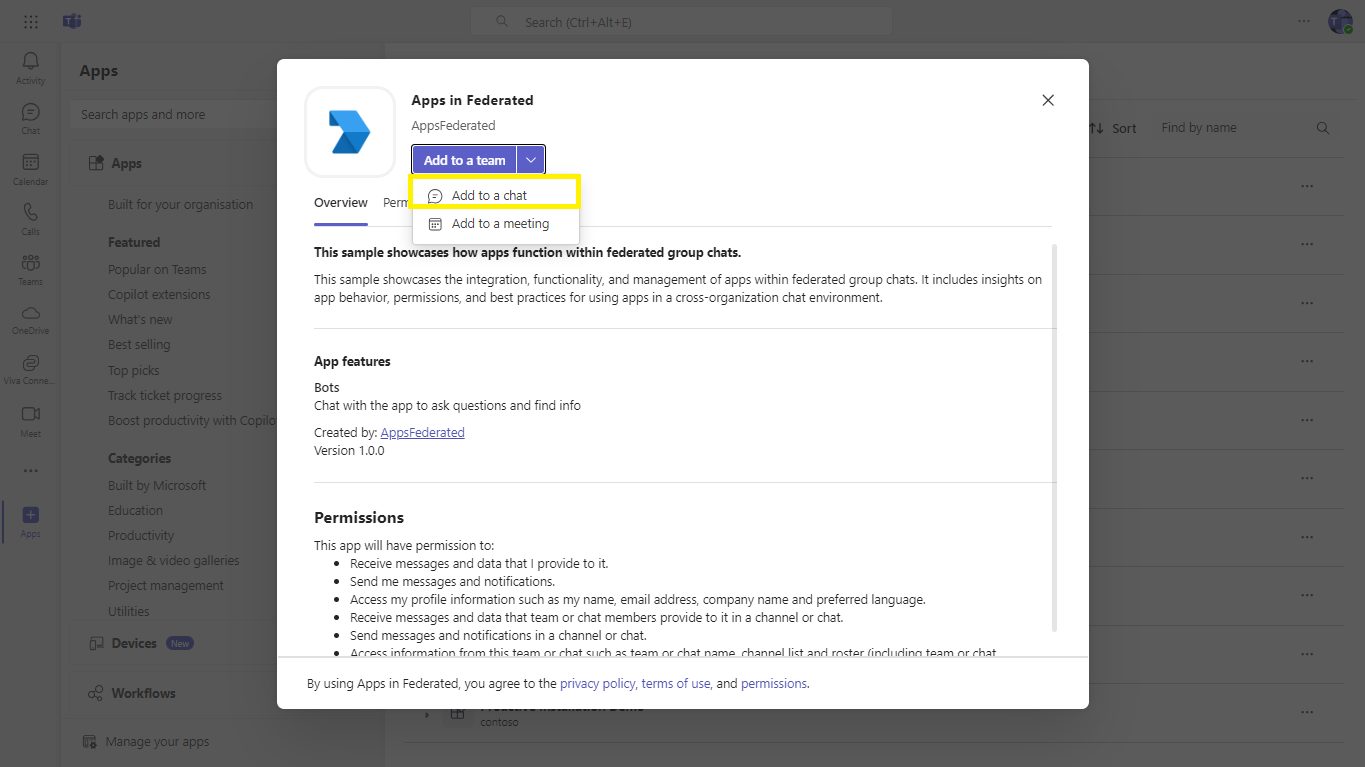 Search (Ctrl+Alt+E)
T
Activity
Chat
Calendar
Calls
Teams
OneDrive
Viva Conne...
Meet
Apps
Apps
Search apps and more
Apps
Built for your organisation
Featured
Popular on Teams
Copilot extensions
What's new
Best selling
Top picks
Track ticket progress
Boost productivity with Copilo
Categories
Built by Microsoft
Education
Productivity
Image & video galleries
Project management
Utilities
Devices New
Workflows
Manage your apps
Sort
Find by name
Apps in Federated
AppsFederated
Add to a team
Add to a chat
Add to a meeting
Overview Perm
This sample showcases how apps function within federated group chats.
This sample showcases the integration, functionality, and management of apps within federated group chats. It includes insights on
app behavior, permissions, and best practices for using apps in a cross-organization chat environment.
App features
Bots
Chat with the app to ask questions and find info
Created by: AppsFederated
Version 1.0.0
Permissions
This app will have permission to:
• Receive messages and data that I provide to it.
• Send me messages and notifications.
• Access my profile information such as my name, email address, company name and preferred language.
• Receive messages and data that team or chat members provide to it in a channel or chat.
• Send messages and notifications in a channel or chat.
• Access information from this team or chat such as team or chat name, channel list and roster (including team or chat
By using Apps in Federated, you agree to the privacy policy, terms of use, and permissions.
Proactive Installation Demo
contoso